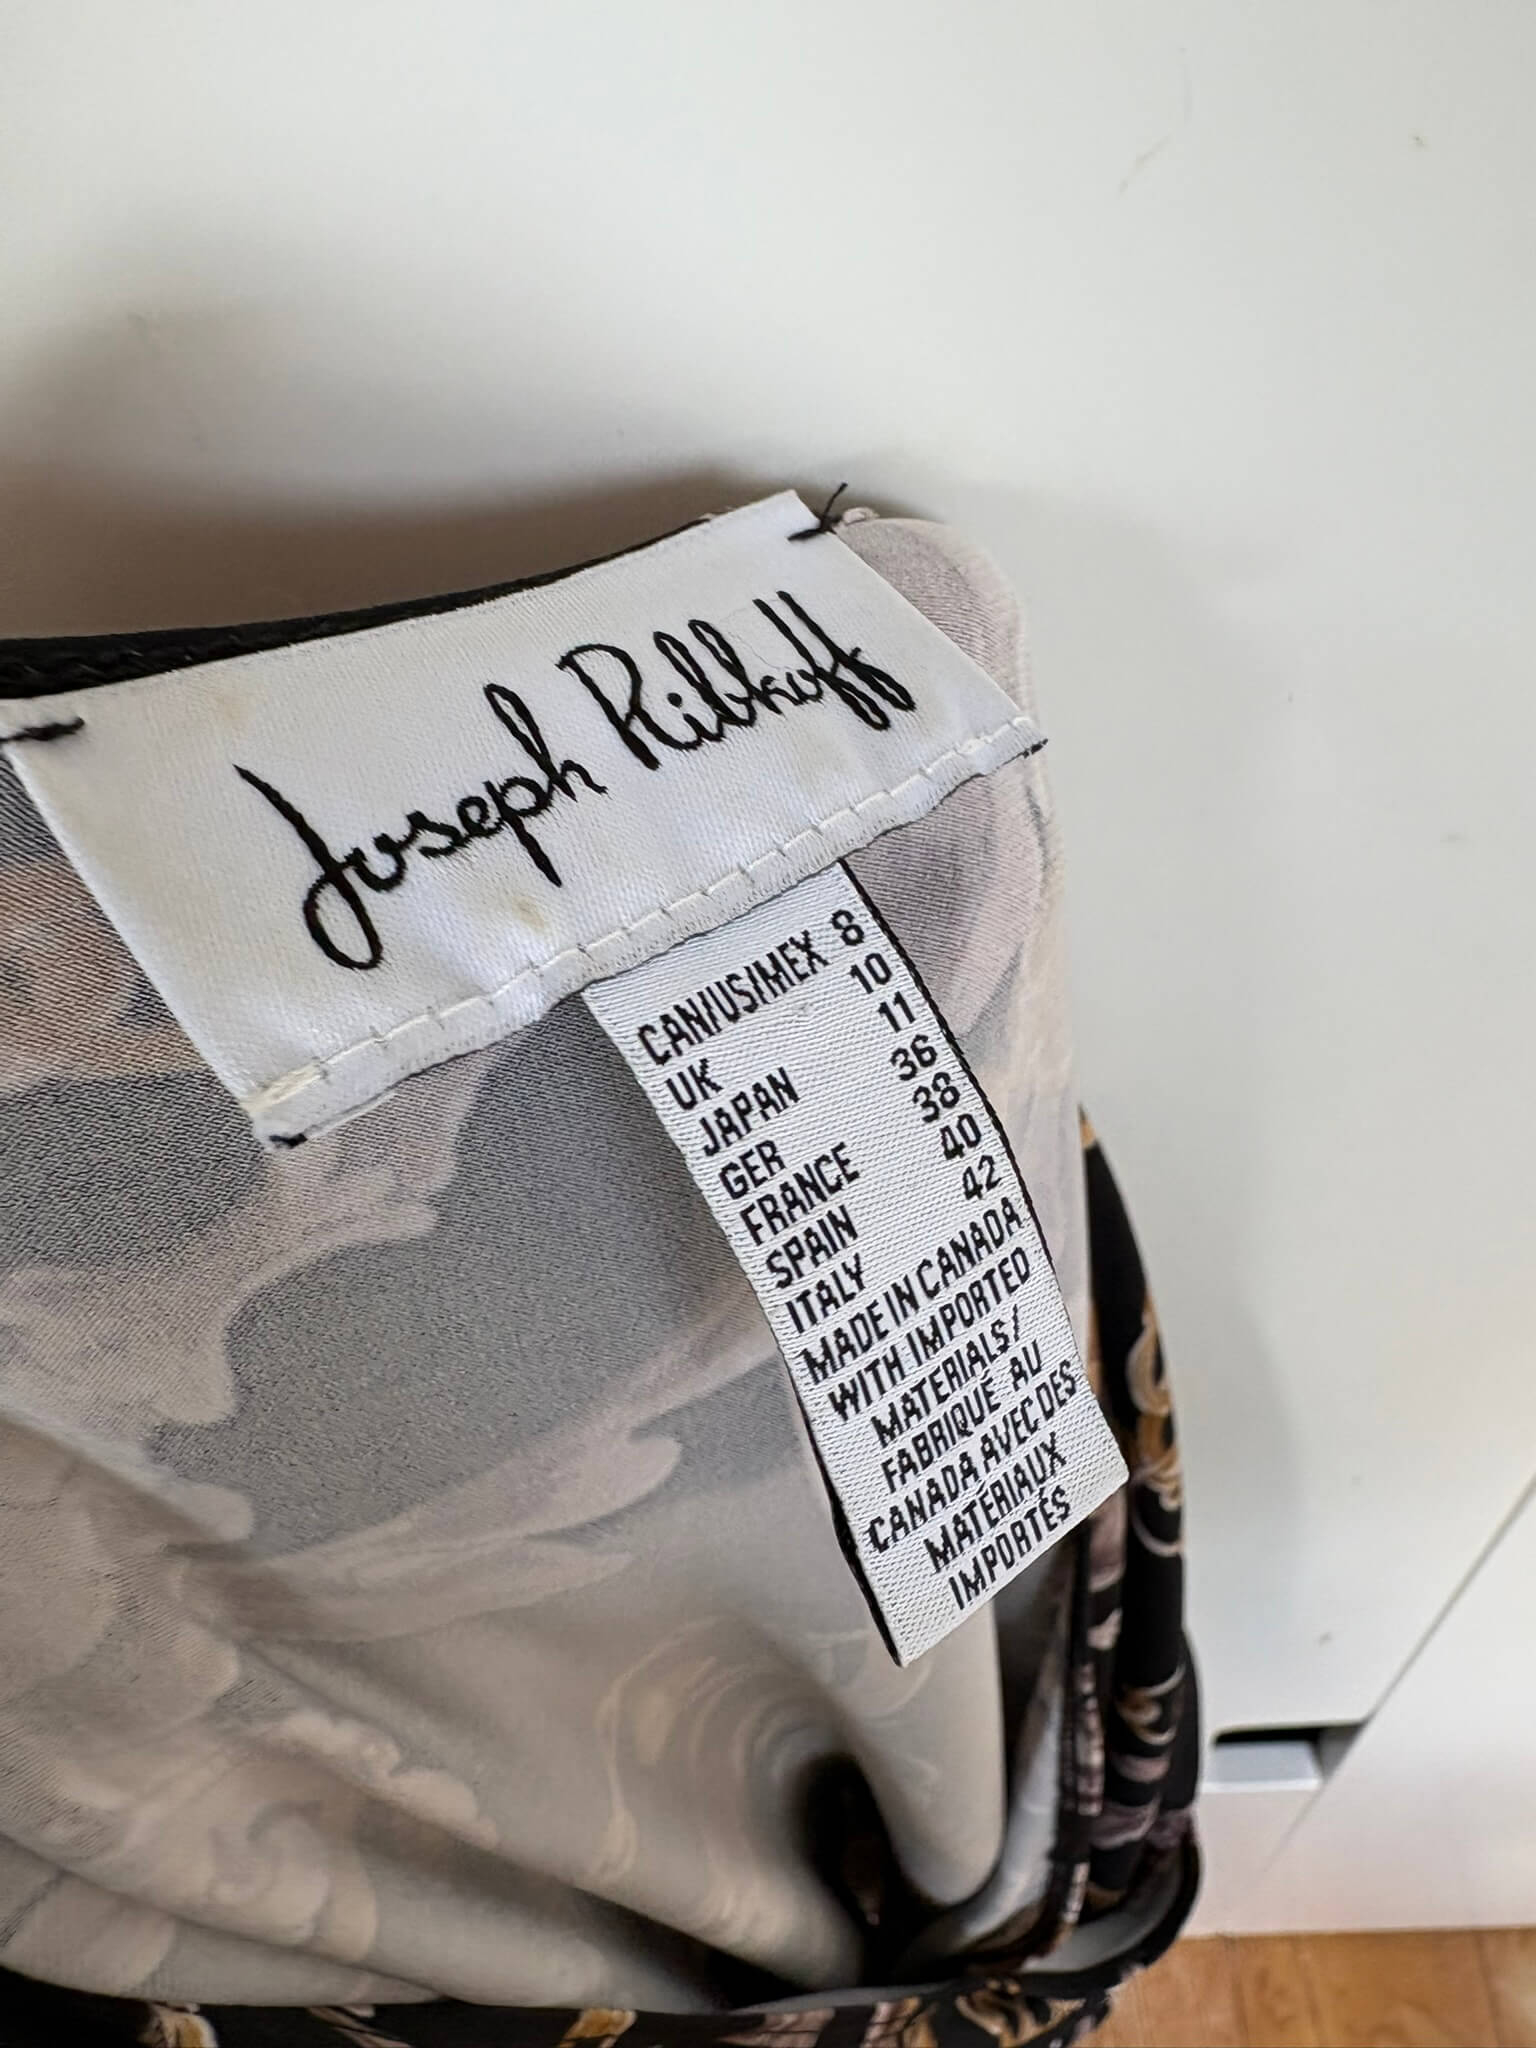 Joseph Ribkoff
CAN/US/MEX 8
UK 10
JAPAN 11
GER 36
FRANCE 38
SPAIN 40
ITALY 42
MADE IN CANADA
WITH IMPORTED
MATERIALS/
FABRIQUÉ AU
CANADA AVEC DES
MATÉRIAUX
IMPORTÉS